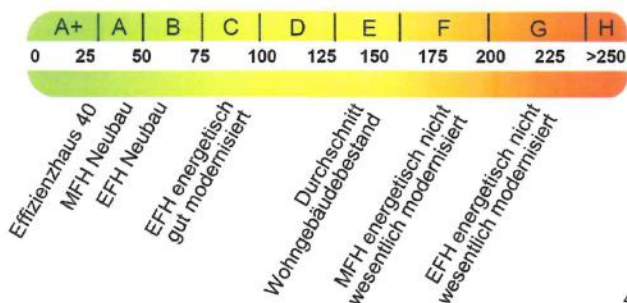 A+ A B C D E F G H
0 25 50 75 100 125 150 175 200 225 >250
Effizienzhaus 40
MFH Neubau
EFH Neubau
EFH energetisch
gut modernisiert
Durchschnitt
Wohngebäudebestand
MFH energetisch nicht
wesentlich modernisiert
EFH energetisch nicht
wesentlich modernisiert